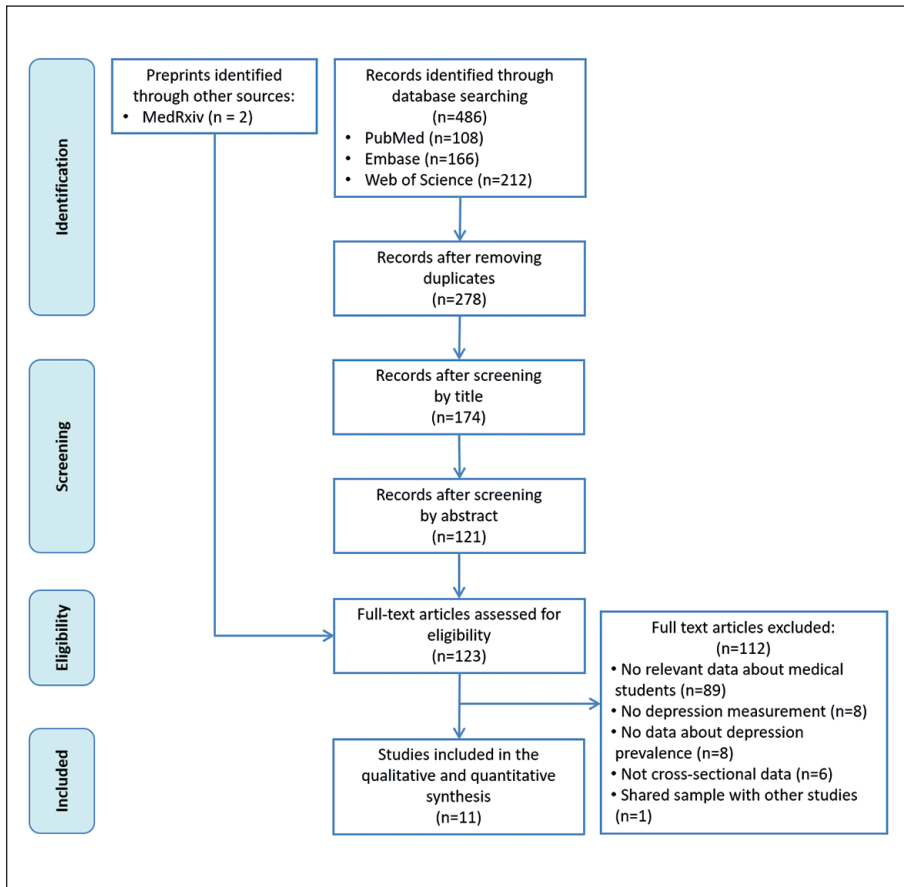 Identification
Preprints identified
through other sources:
• MedRxiv (n = 2)
Records identified through
database searching
(n=486)
• PubMed (n=108)
• Embase (n=166)
• Web of Science (n=212)
Records after removing
duplicates
(n=278)
Screening
Records after screening
by title
(n=174)
Records after screening
by abstract
(n=121)
Eligibility
Full-text articles assessed for
eligibility
(n=123)
Full text articles excluded:
(n=112)
• No relevant data about medical
students (n=89)
• No depression measurement (n=8)
• No data about depression
prevalence (n=8)
• Not cross-sectional data (n=6)
• Shared sample with other studies
(n=1)
Included
Studies included in the
qualitative and quantitative
synthesis
(n=11)